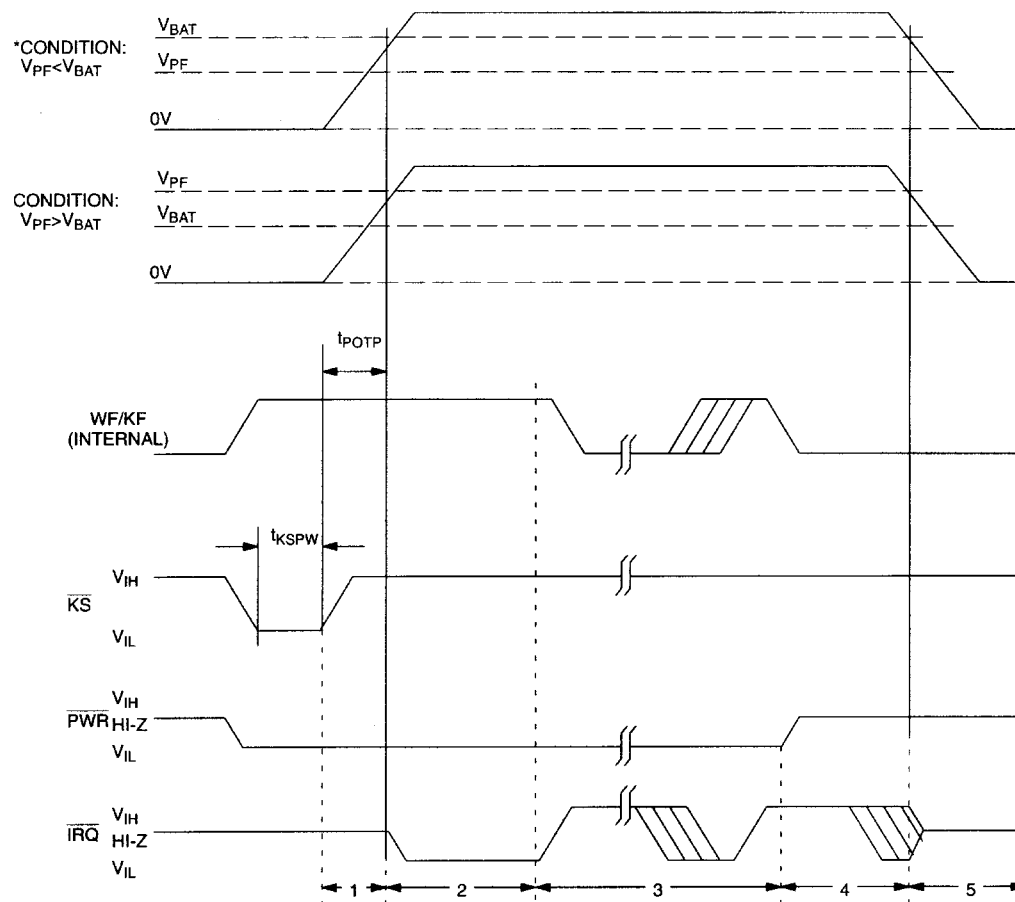 VBAT
*CONDITION:
VPF<VBAT
VPF
0V
VPF
CONDITION:
VPF>VBAT
VBAT
0V
tPOTP
WF/KF
(INTERNAL)
tKSPW
VIH
KS
VIL
VIH
PWR HI-Z
VIL
VIH
IRQ HI-Z
VIL
1 2 3 4 5